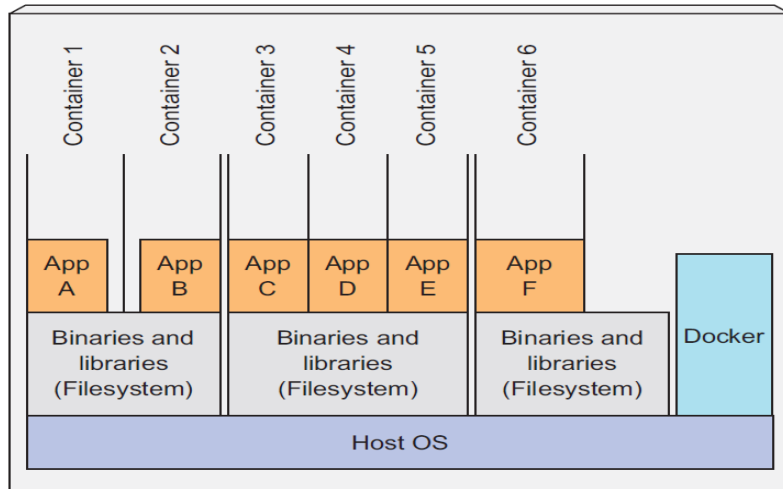 Container 1
Container 2
Container 3
Container 4
Container 5
Container 6
App
A
App
B
App
C
App
D
App
E
App
F
Binaries and
libraries
(Filesystem)
Binaries and
libraries
(Filesystem)
Binaries and
libraries
(Filesystem)
Docker
Host OS